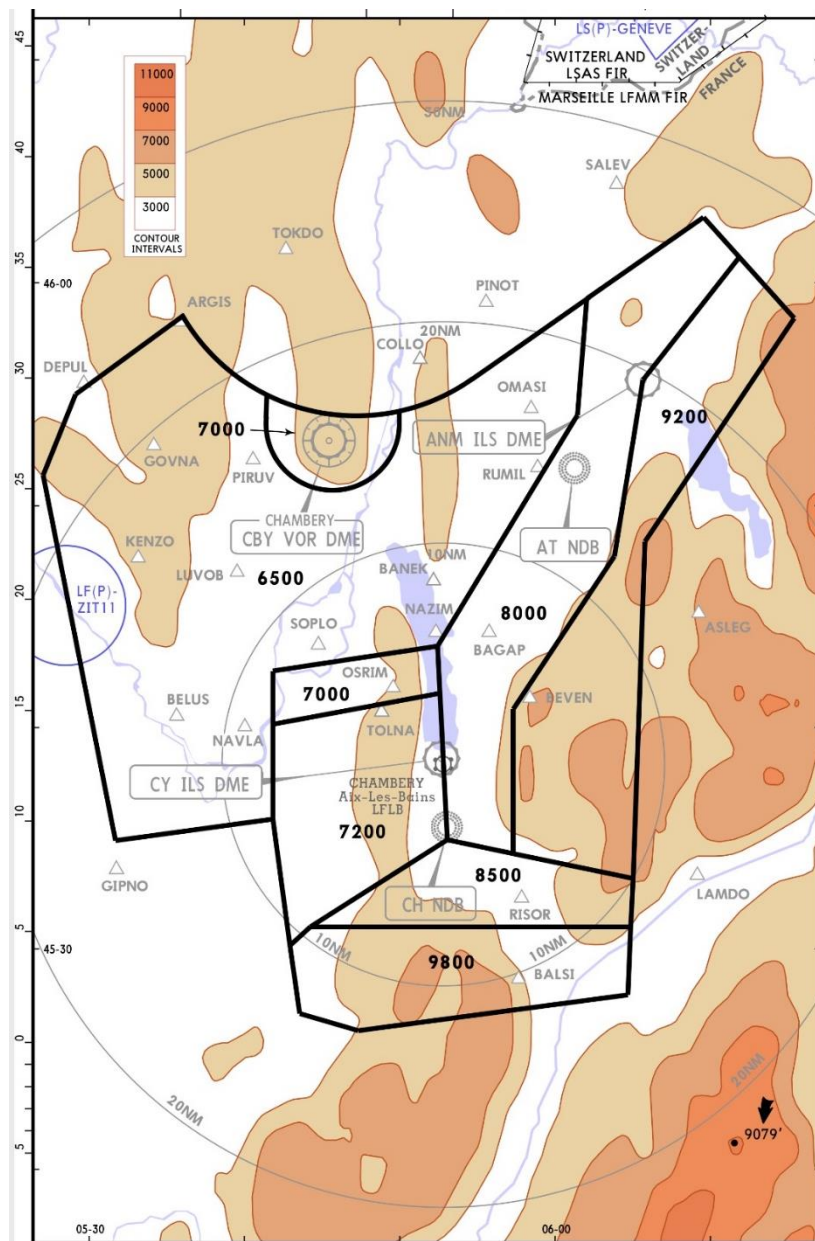 LS(P)-GENEVE
SWITZERLAND
LSAS FIR
SWITZER-
LAND
FRANCE
MARSEILLE LFMM FIR
11000
9000
7000
5000
3000
CONTOUR
INTERVALS
45
40
35
30
25
20
15
10
5
0
5
30NM
SALEV
TOKDO
46-00
PINOT
ARGIS
20NM
COLLO
DEPUL
OMASI
9200
7000
ANM ILS DME
GOVNA
PIRUV
RUMIL
CHAMBERY
CBY VOR DME
AT NDB
KENZO
10NM
BANEK
LUVOB
6500
LF(P)-
ZIT11
NAZIM
8000
ASLEG
SOPLO
BAGAP
OSRIM
7000
BEVEN
BELUS
TOLNA
NAVLA
CY ILS DME
CHAMBERY
Aix-Les-Bains
LFLB
7200
8500
GIPNO
LAMDO
CH NDB
RISOR
10NM
10NM
45-30
9800
BALSI
20NM
20NM
9079'
05-30
06-00